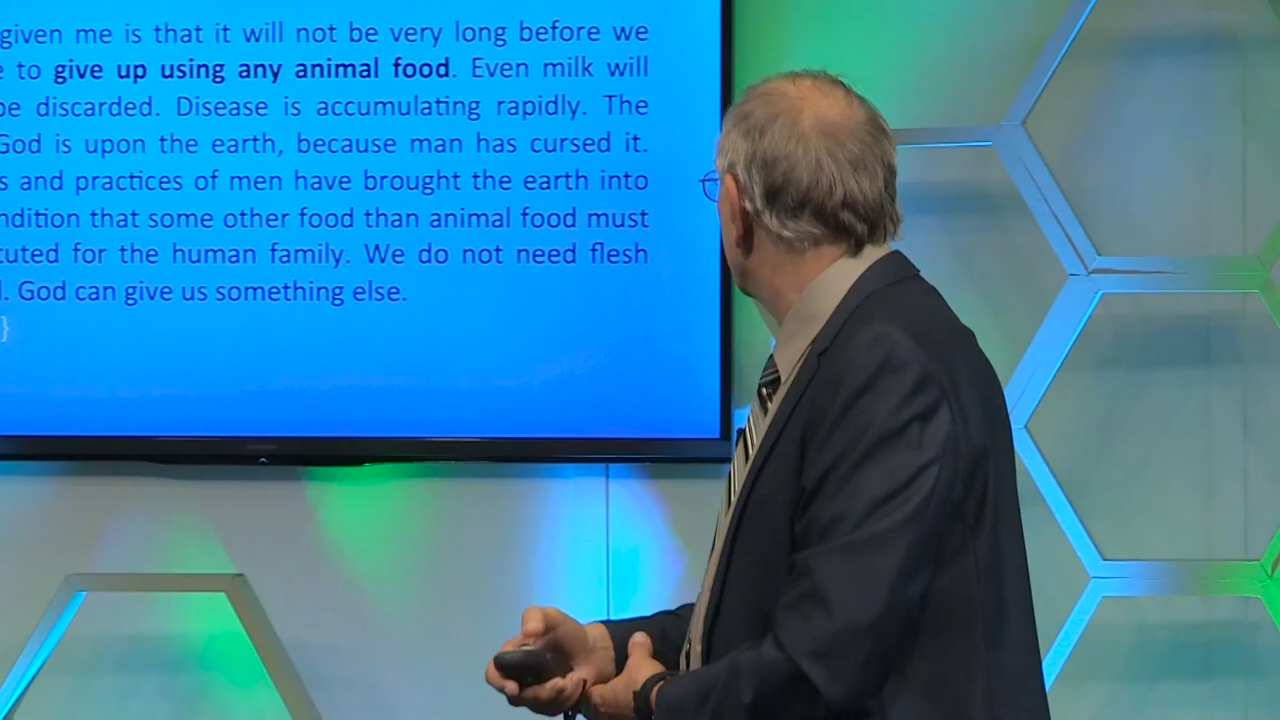 given me is that it will not be very long before we
to give up using any animal food. Even milk will
be discarded. Disease is accumulating rapidly. The
God is upon the earth, because man has cursed it.
and practices of men have brought the earth into
that some other food than animal food must
for the human family. We do not need flesh
. God can give us something else.
}